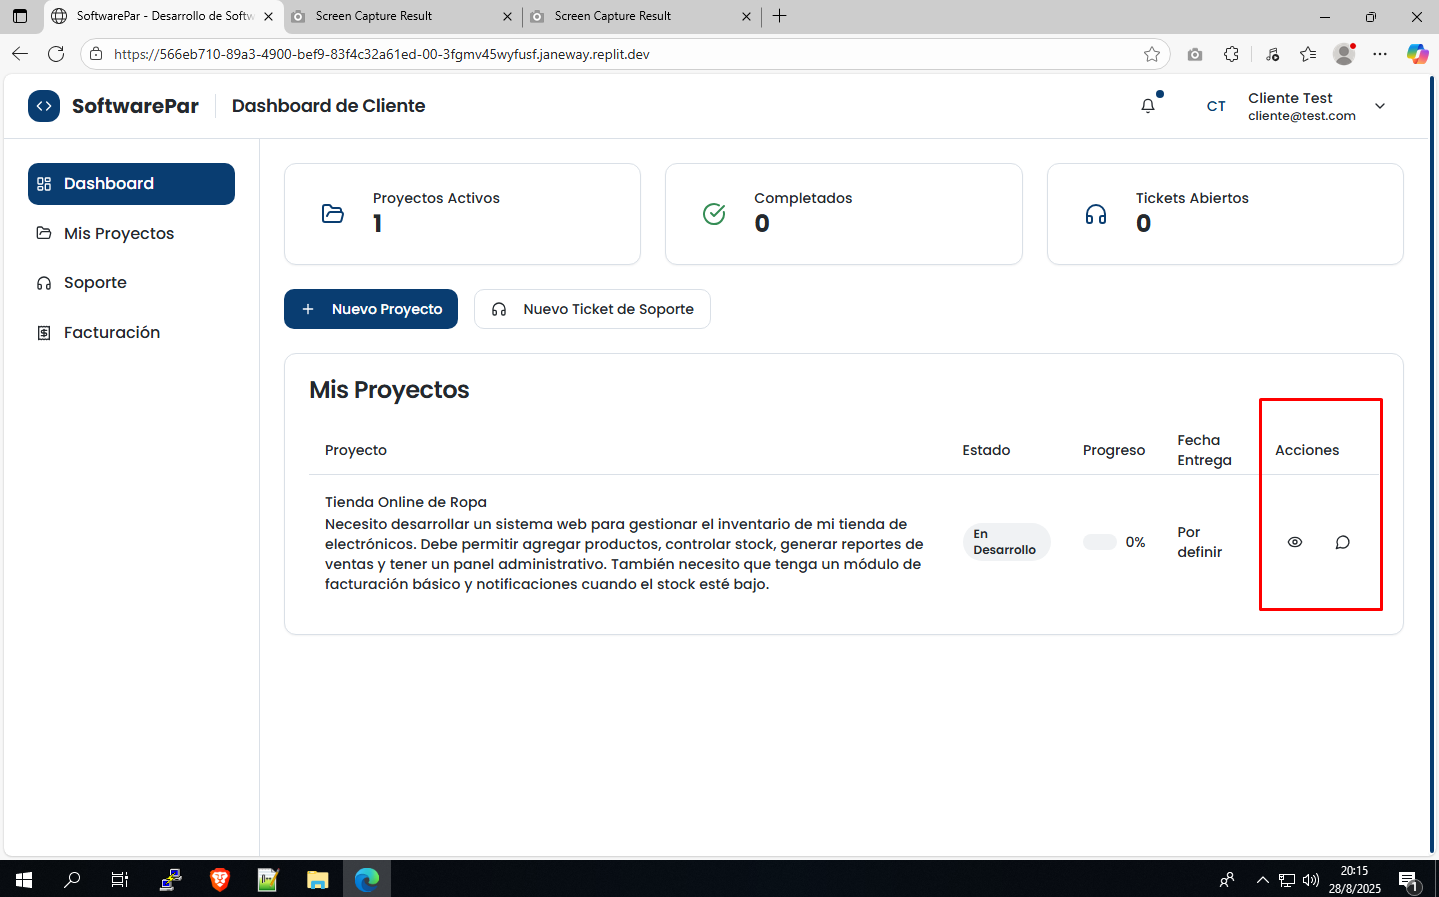 SoftwarePar - Desarrollo de Softw
Screen Capture Result
Screen Capture Result
https://566eb710-89a3-4900-bef9-83f4c32a61ed-00-3fgmv45wyfusf.janeway.replit.dev
SoftwarePar
Dashboard de Cliente
CT
Cliente Test
cliente@test.com
Dashboard
Mis Proyectos
Soporte
Facturación
Proyectos Activos
1
Completados
0
Tickets Abiertos
0
Nuevo Proyecto
Nuevo Ticket de Soporte
Mis Proyectos
Proyecto
Estado
Progreso
Fecha
Entrega
Acciones
Tienda Online de Ropa
Necesito desarrollar un sistema web para gestionar el inventario de mi tienda de
electrónicos. Debe permitir agregar productos, controlar stock, generar reportes de
ventas y tener un panel administrativo. También necesito que tenga un módulo de
facturación básico y notificaciones cuando el stock esté bajo.
En
Desarrollo
0%
Por
definir
20:15
28/8/2025
1